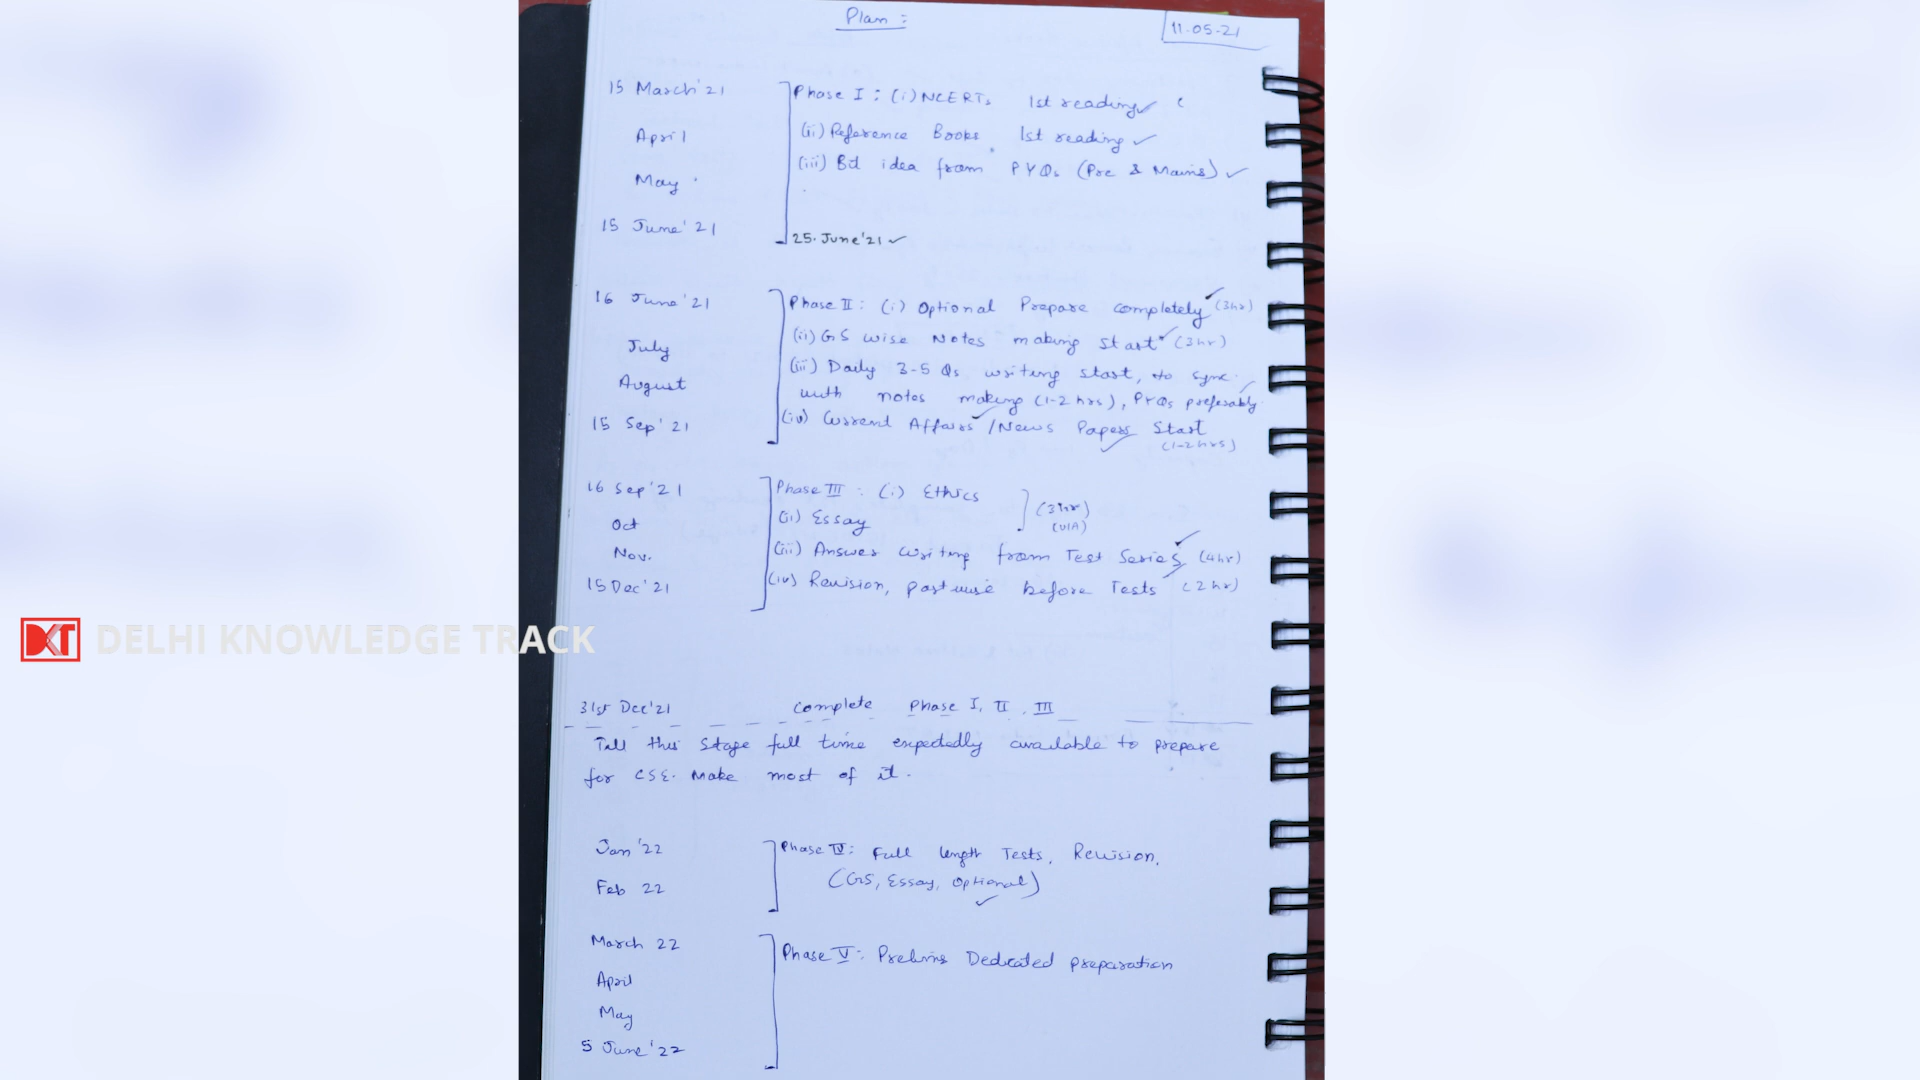 Plan :
11.05.21
15 March'21
Phase I : (i) NCERTs 1st reading ✓
April
(ii) Reference Books 1st reading ✓
May
(iii) Bit idea from PYQs (Pre & Mains) ✓
15 June'21
25.June'21 ✓
16 June'21
Phase II : (i) Optional Prepare completely ✓ (3hr)
July
(ii) GS wise Notes making start ✓ (3hr)
August
(iii) Daily 3-5 Qs writing start, to sync
with notes making (1-2 hrs), PYQs preferably ✓
15 Sep'21
(iv) Current Affairs ✓ /News Papers Start
✓ (1-2 hrs)
16 Sep'21
Phase III : (i) Ethics
(3hr)
Oct
(ii) Essay
Nov.
(iii) Answer writing from Test Series ✓ (4hr)
15 Dec'21
(iv) Revision, part wise before Tests ✓ (2 hr)
DKT DELHI KNOWLEDGE TRACK
31st Dec'21 Complete Phase I, II, III
Till this stage full time expectedly available to prepare
for CSE. Make most of it.
Jan '22
Phase IV : Full length Tests, Revision.
Feb 22
(GS, Essay, Optional)
✓
March 22
Phase V : Prelims Dedicated preparation
April
May
5 June'22